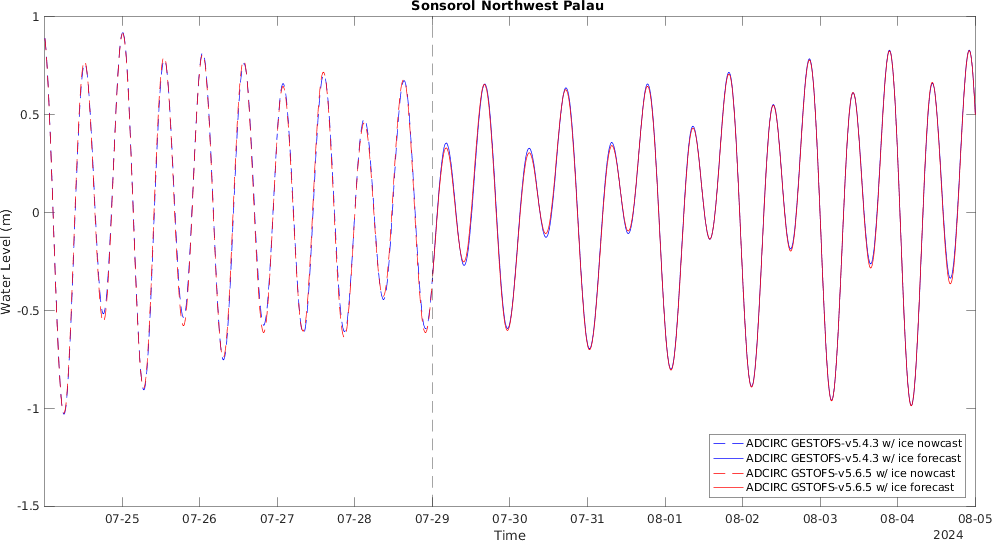 Sonsorol Northwest Palau
Water Level (m)
1
0.5
0
-0.5
-1
-1.5
ADCIRC GESTOFS-v5.4.3 w/ ice nowcast
ADCIRC GESTOFS-v5.4.3 w/ ice forecast
ADCIRC GSTOFS-v5.6.5 w/ ice nowcast
ADCIRC GSTOFS-v5.6.5 w/ ice forecast
07-25 07-26 07-27 07-28 07-29 07-30 07-31 08-01 08-02 08-03 08-04 08-05
Time
2024